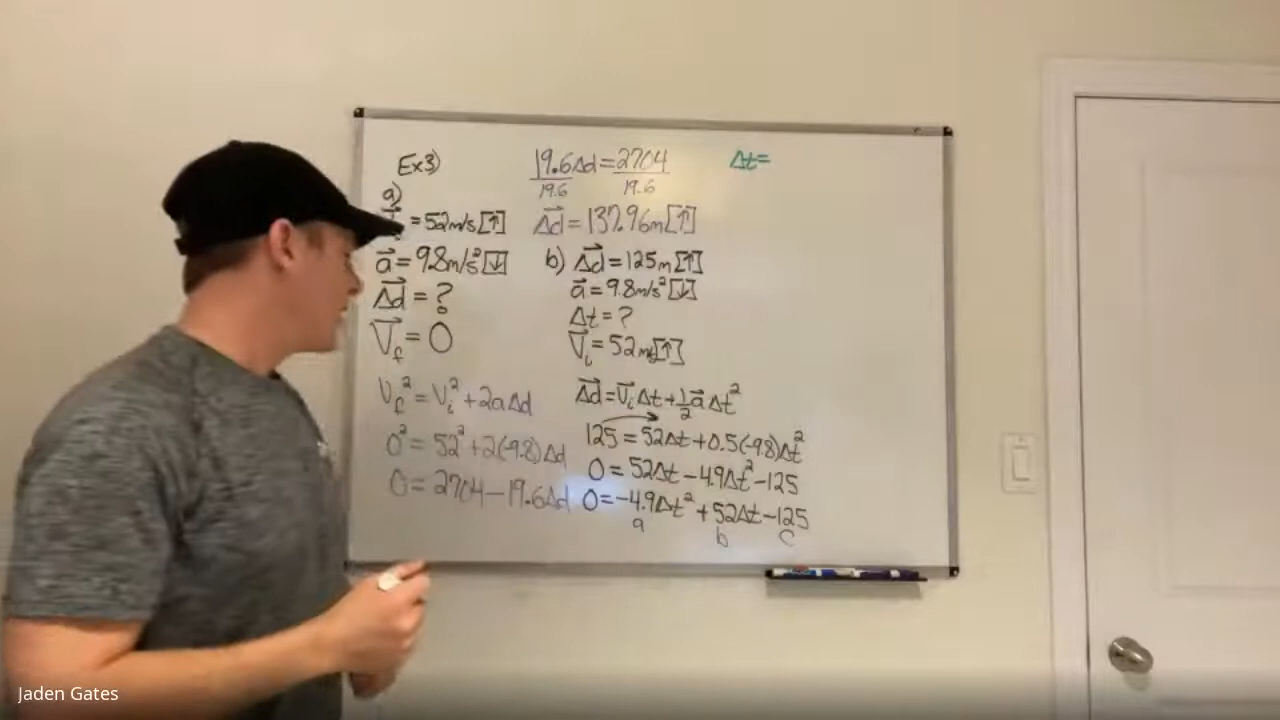 Ex3)
a)
= 52m/s [↑]
a⃗ = 9.8m/s² [↓]
Δd⃗ = ?
V⃗f = 0
Vf² = Vi² + 2aΔd
0² = 52² + 2(-9.8)Δd
0 = 2704 - 19.6Δd
19.6Δd = 2704
19.6 19.6
Δd⃗ = 137.96m [↑]
b) Δd⃗ = 125m [↑]
a⃗ = 9.8m/s² [↓]
Δt = ?
V⃗i = 52m/s [↑]
Δd⃗ = V⃗iΔt + 1/2 a⃗Δt²
125 = 52Δt + 0.5(-9.8)Δt²
0 = 52Δt - 4.9Δt² - 125
0 = -4.9Δt² + 52Δt - 125
a b c
Δt =
Jaden Gates